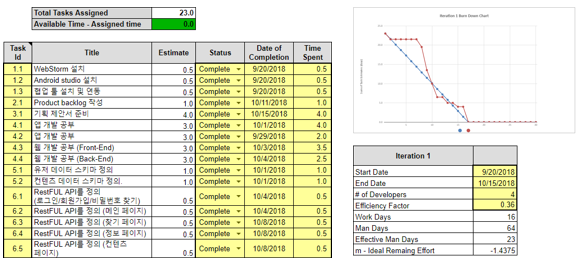 Total Tasks Assigned 23.0
Available Time - Assigned time 0.0
Task Id Title Estimate Status Date of Completion Time Spent
1.1 WebStorm 설치 0.5 Complete 9/20/2018 0.5
1.2 Android studio 설치 0.5 Complete 9/20/2018 0.5
1.3 협업 툴 설치 및 연동 0.5 Complete 9/20/2018 0.5
2.1 Product backlog 작성 1.0 Complete 10/11/2018 1.0
3.1 기획 제안서 준비 4.0 Complete 10/15/2018 4.0
4.1 앱 개발 공부 3.0 Complete 10/1/2018 4.0
4.2 앱 개발 공부 3.0 Complete 9/29/2018 2.0
4.3 웹 개발 공부 (Front-End) 3.0 Complete 10/3/2018 3.5
4.4 웹 개발 공부 (Back-End) 3.0 Complete 10/4/2018 2.5
5.1 유저 데이터 스키마 정의 1.0 Complete 10/1/2018 1.0
5.2 컨텐츠 데이터 스키마 정의. 1.0 Complete 10/1/2018 1.0
6.1 RestFUL API를 정의 (로그인/회원가입/비밀번호 찾기) 0.5 Complete 10/4/2018 0.5
6.2 RestFUL API를 정의 (메인 페이지) 0.5 Complete 10/4/2018 0.5
6.3 RestFUL API를 정의 (찾기 페이지) 0.5 Complete 10/8/2018 0.5
6.4 RestFUL API를 정의 (정보 페이지) 0.5 Complete 10/8/2018 0.5
6.5 RestFUL API를 정의 (컨텐츠 페이지) 0.5 Complete 10/8/2018 0.5
Iteration 1 Burn Down Chart
Iteration 1
Start Date 9/20/2018
End Date 10/15/2018
# of Developers 4
Efficiency Factor 0.36
Work Days 16
Man Days 64
Effective Man Days 23
m - Ideal Remaing Effort -1.4375